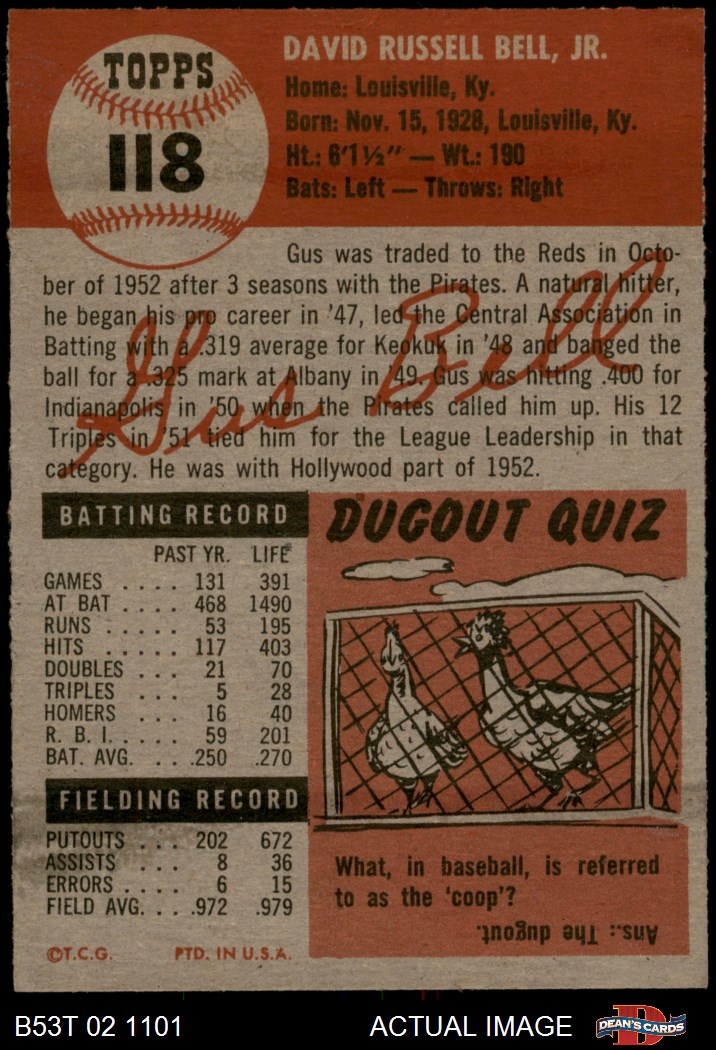 TOPPS
118
DAVID RUSSELL BELL, JR.
Home: Louisville, Ky.
Born: Nov. 15, 1928, Louisville, Ky.
Ht.: 6'1½" — Wt.: 190
Bats: Left — Throws: Right
Gus was traded to the Reds in Octo-
ber of 1952 after 3 seasons with the Pirates. A natural hitter,
he began his pro career in '47, led the Central Association in
Batting with a .319 average for Keokuk in '48 and banged the
ball for a .325 mark at Albany in '49. Gus was hitting .400 for
Indianapolis in '50 when the Pirates called him up. His 12
Triples in '51 tied him for the League Leadership in that
category. He was with Hollywood part of 1952.
Gus Bell
BATTING RECORD
PAST YR. LIFE
GAMES . . . . 131 391
AT BAT . . . . 468 1490
RUNS . . . . . 53 195
HITS . . . . . 117 403
DOUBLES . . . 21 70
TRIPLES . . . 5 28
HOMERS . . . 16 40
R. B. I. . . . . 59 201
BAT. AVG. . . .250 .270
FIELDING RECORD
PUTOUTS . . . 202 672
ASSISTS . . . 8 36
ERRORS . . . . 6 15
FIELD AVG. . . .972 .979
©T.C.G. PTD. IN U.S.A.
DUGOUT QUIZ
What, in baseball, is referred
to as the 'coop'?
Ans.: The dugout.
B53T 02 1101 ACTUAL IMAGE
DEAN'S CARDS